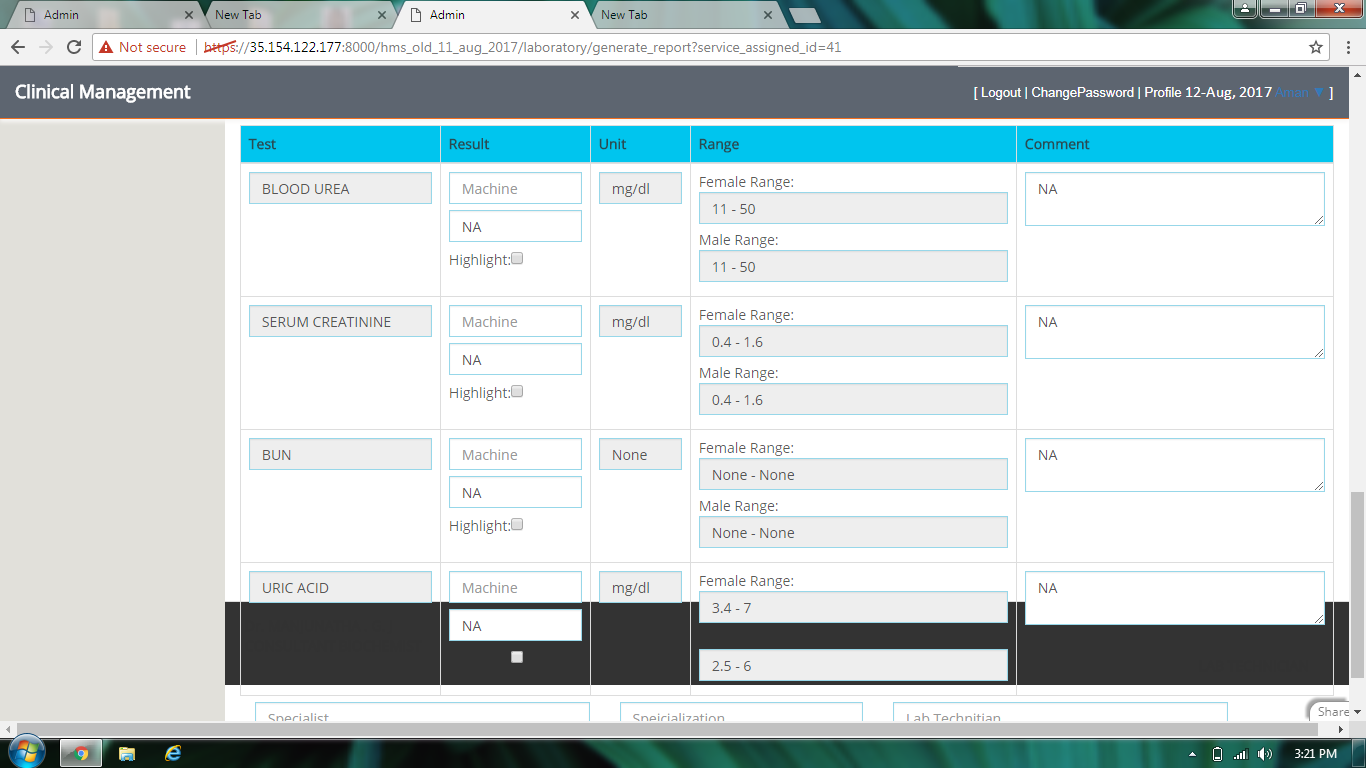 Admin
New Tab
Admin
New Tab
Not secure
https://35.154.122.177:8000/hms_old_11_aug_2017/laboratory/generate_report?service_assigned_id=41
Clinical Management
[ Logout | ChangePassword | Profile 12-Aug, 2017 Aman ▼ ]
Test Result Unit Range Comment
BLOOD UREA Machine mg/dl Female Range: NA
11 - 50
NA
Male Range:
Highlight:
11 - 50
SERUM CREATININE Machine mg/dl Female Range: NA
0.4 - 1.6
NA
Male Range:
Highlight:
0.4 - 1.6
BUN Machine None Female Range: NA
None - None
NA
Male Range:
Highlight:
None - None
URIC ACID Machine mg/dl Female Range: NA
3.4 - 7
NA
2.5 - 6
Specialist Speicialization Lab Technitian
Share
3:21 PM